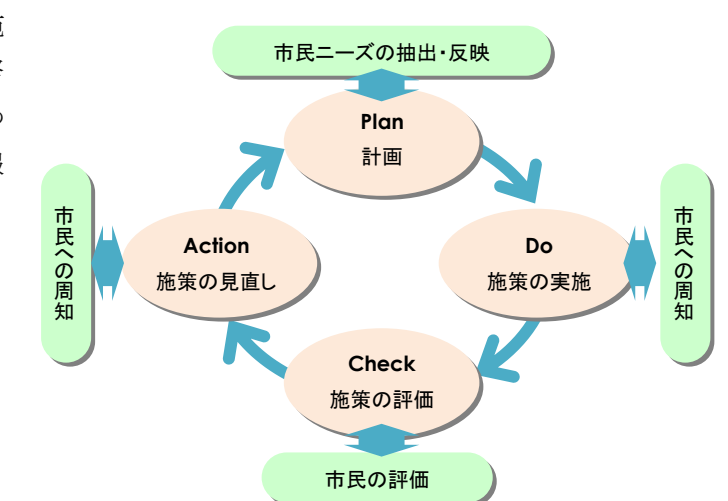 市民ニーズの抽出・反映
Plan
計画
Action
施策の見直し
Do
施策の実施
市民への周知
市民への周知
Check
施策の評価
市民の評価